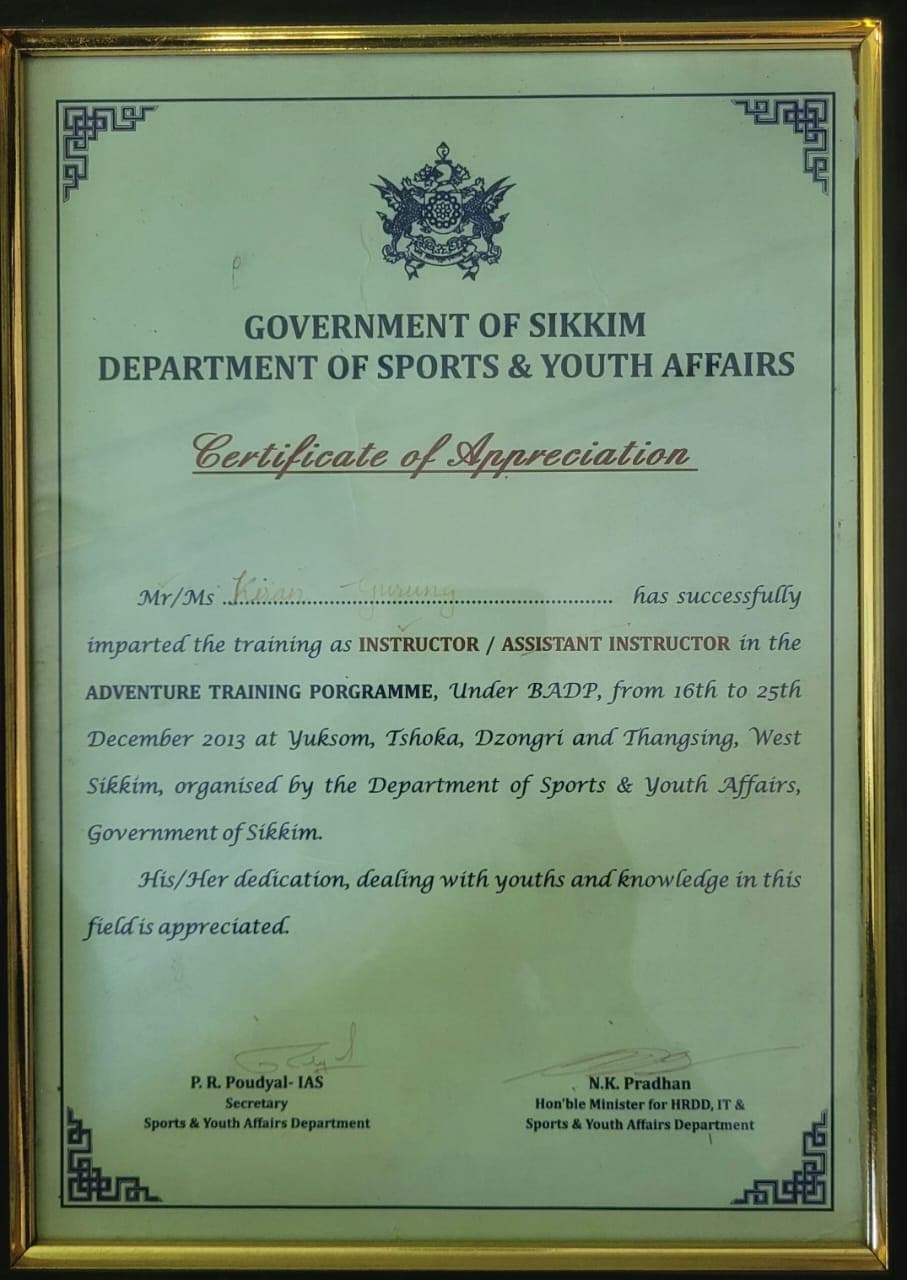 GOVERNMENT OF SIKKIM
DEPARTMENT OF SPORTS & YOUTH AFFAIRS
Certificate of Appreciation
Mr/Ms Kiran Gurung has successfully
imparted the training as INSTRUCTOR / ASSISTANT INSTRUCTOR in the
ADVENTURE TRAINING PORGRAMME, Under BADP, from 16th to 25th
December 2013 at Yuksom, Tshoka, Dzongri and Thangsing, West
Sikkim, organised by the Department of Sports & Youth Affairs,
Government of Sikkim.
His/Her dedication, dealing with youths and knowledge in this
field is appreciated.
P. R. Poudyal- IAS
Secretary
Sports & Youth Affairs Department
N.K. Pradhan
Hon'ble Minister for HRDD, IT &
Sports & Youth Affairs Department